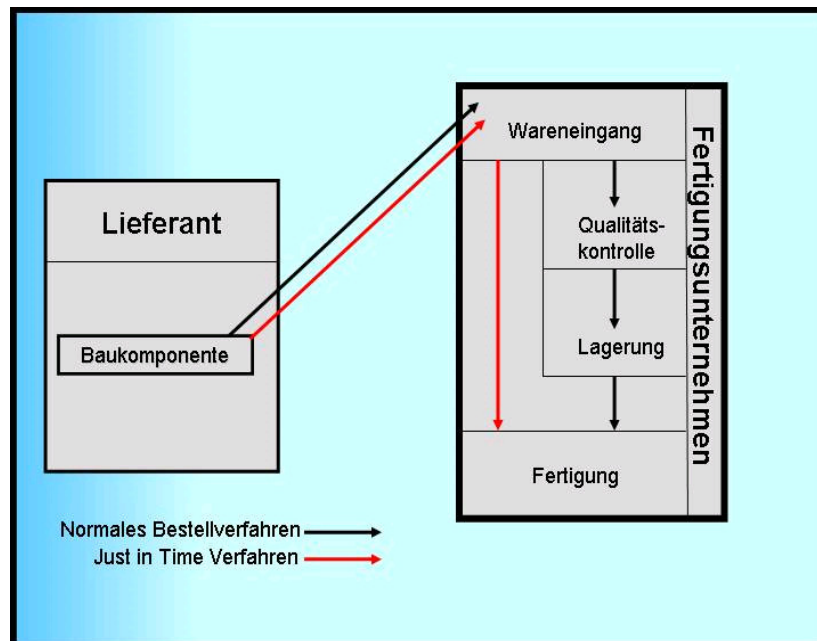 Lieferant
Baukomponente
Wareneingang
Qualitäts-
kontrolle
Lagerung
Fertigung
Fertigungsunternehmen
Normales Bestellverfahren
Just in Time Verfahren